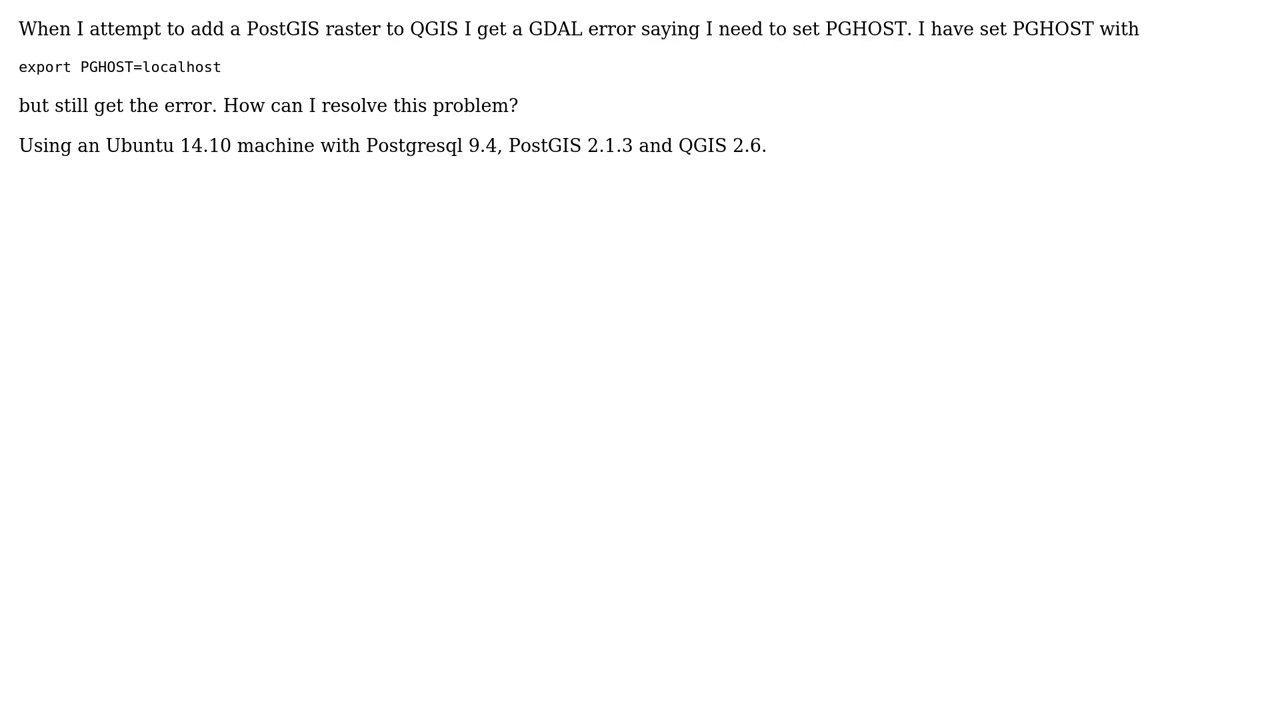 When I attempt to add a PostGIS raster to QGIS I get a GDAL error saying I need to set PGHOST. I have set PGHOST with
export PGHOST=localhost
but still get the error. How can I resolve this problem?
Using an Ubuntu 14.10 machine with Postgresql 9.4, PostGIS 2.1.3 and QGIS 2.6.